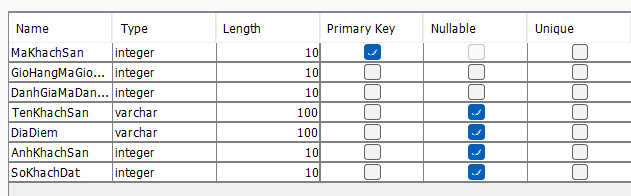 Name Type Length Primary Key Nullable Unique
MaKhachSan integer 10
GioHangMaGio... integer 10
DanhGiaMaDan... integer 10
TenKhachSan varchar 100
DiaDiem varchar 100
AnhKhachSan integer 10
SoKhachDat integer 10